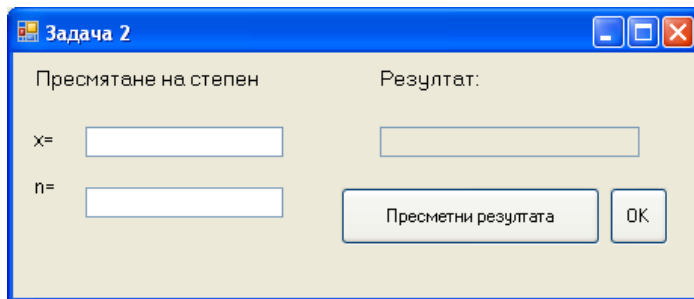 Задача 2
Пресмятане на степен
Резултат:
x=
n=
Пресметни резултата
OK